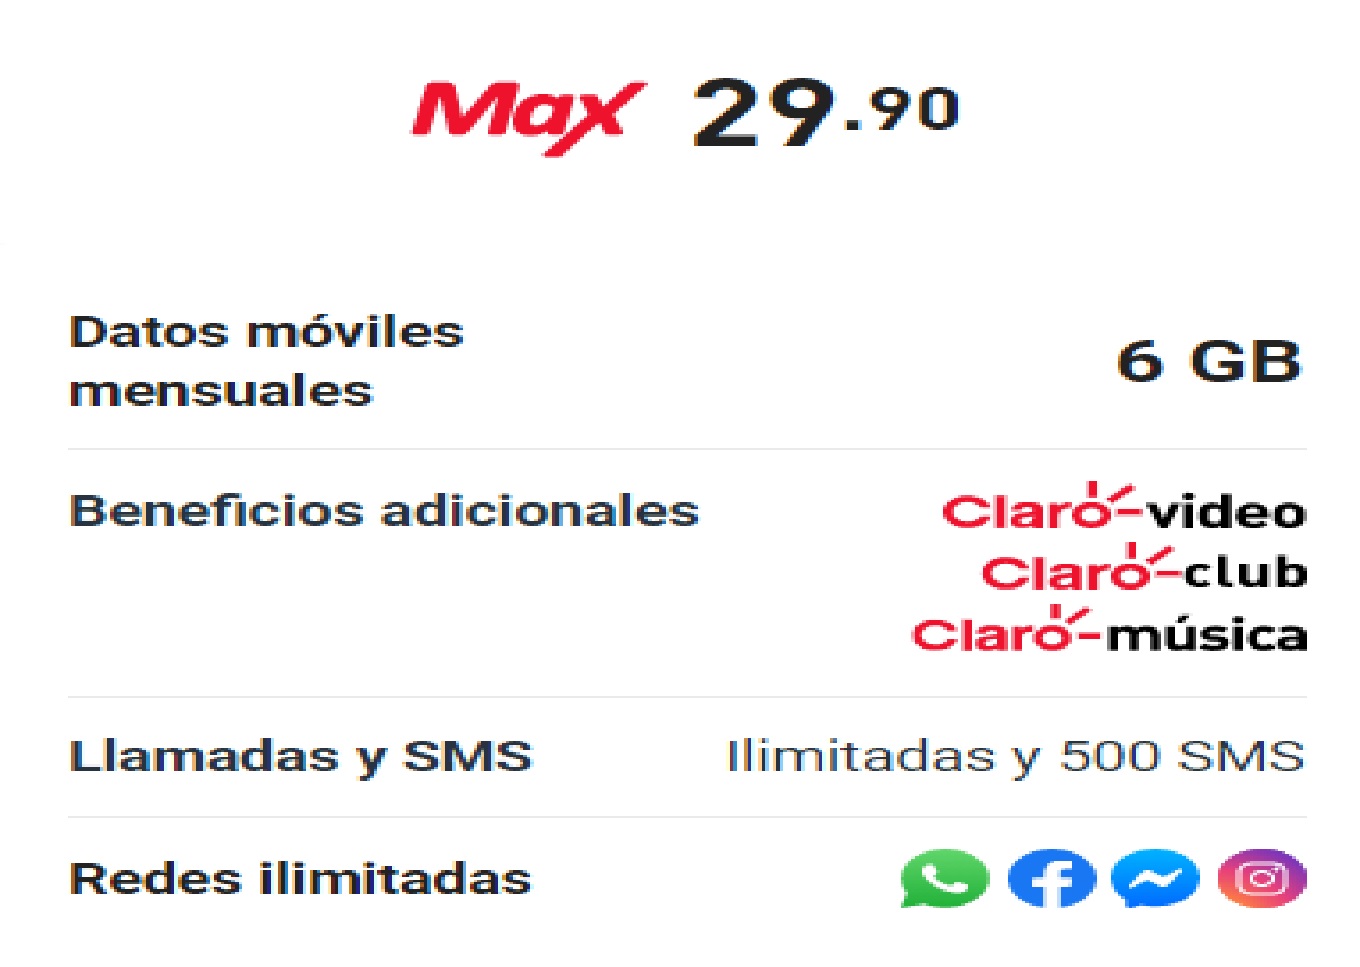 Max 29.90
Datos móviles
mensuales
6 GB
Beneficios adicionales
Claro-video
Claro-club
Claro-música
Llamadas y SMS
Ilimitadas y 500 SMS
Redes ilimitadas